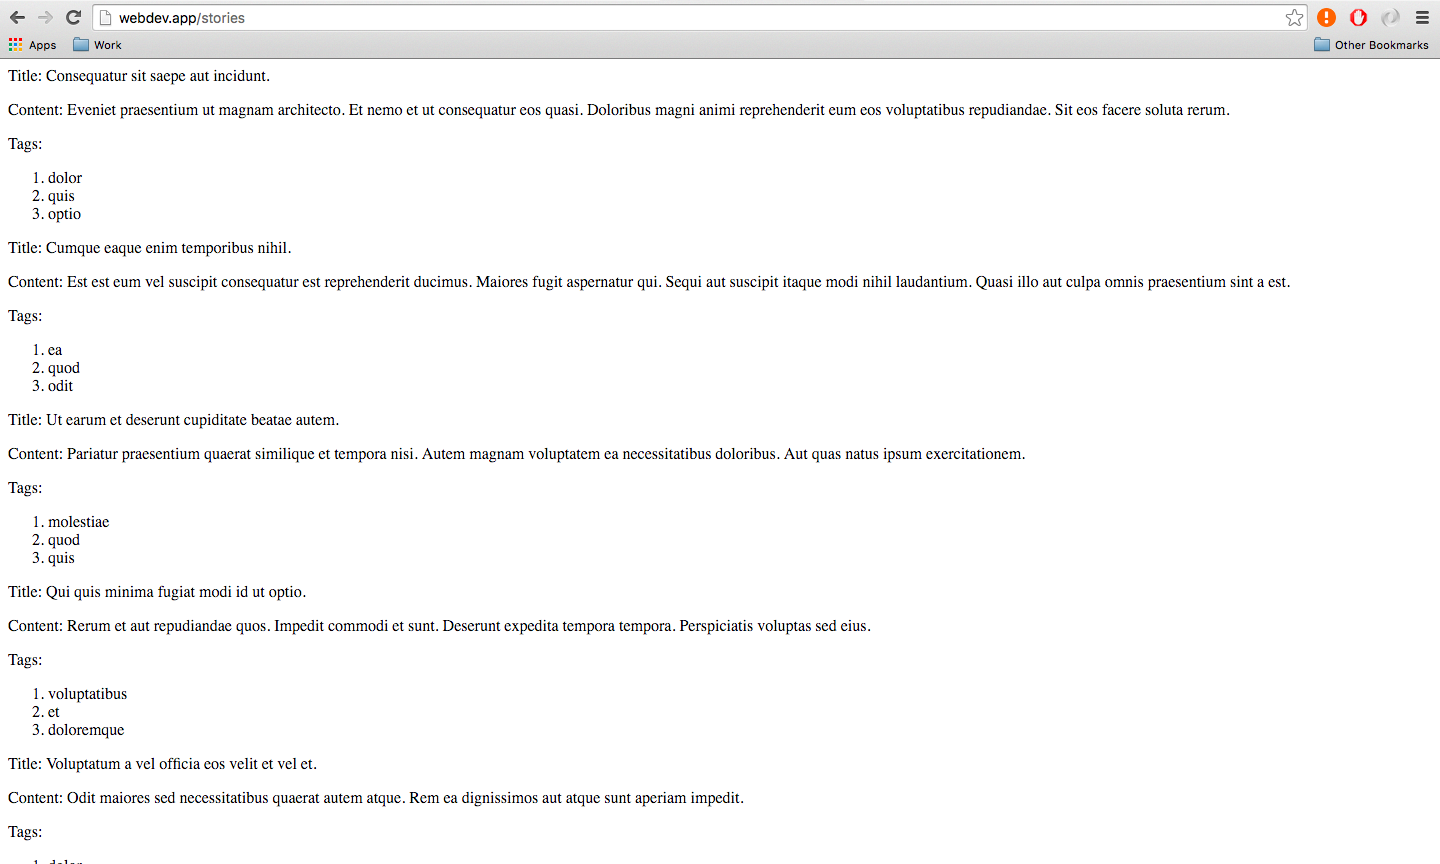 webdev.app/stories
Apps Work Other Bookmarks
Title: Consequatur sit saepe aut incidunt.
Content: Eveniet praesentium ut magnam architecto. Et nemo et ut consequatur eos quasi. Doloribus magni animi reprehenderit eum eos voluptatibus repudiandae. Sit eos facere soluta rerum.
Tags:
1. dolor
2. quis
3. optio
Title: Cumque eaque enim temporibus nihil.
Content: Est est eum vel suscipit consequatur est reprehenderit ducimus. Maiores fugit aspernatur qui. Sequi aut suscipit itaque modi nihil laudantium. Quasi illo aut culpa omnis praesentium sint a est.
Tags:
1. ea
2. quod
3. odit
Title: Ut earum et deserunt cupiditate beatae autem.
Content: Pariatur praesentium quaerat similique et tempora nisi. Autem magnam voluptatem ea necessitatibus doloribus. Aut quas natus ipsum exercitationem.
Tags:
1. molestiae
2. quod
3. quis
Title: Qui quis minima fugiat modi id ut optio.
Content: Rerum et aut repudiandae quos. Impedit commodi et sunt. Deserunt expedita tempora tempora. Perspiciatis voluptas sed eius.
Tags:
1. voluptatibus
2. et
3. doloremque
Title: Voluptatum a vel officia eos velit et vel et.
Content: Odit maiores sed necessitatibus quaerat autem atque. Rem ea dignissimos aut atque sunt aperiam impedit.
Tags: